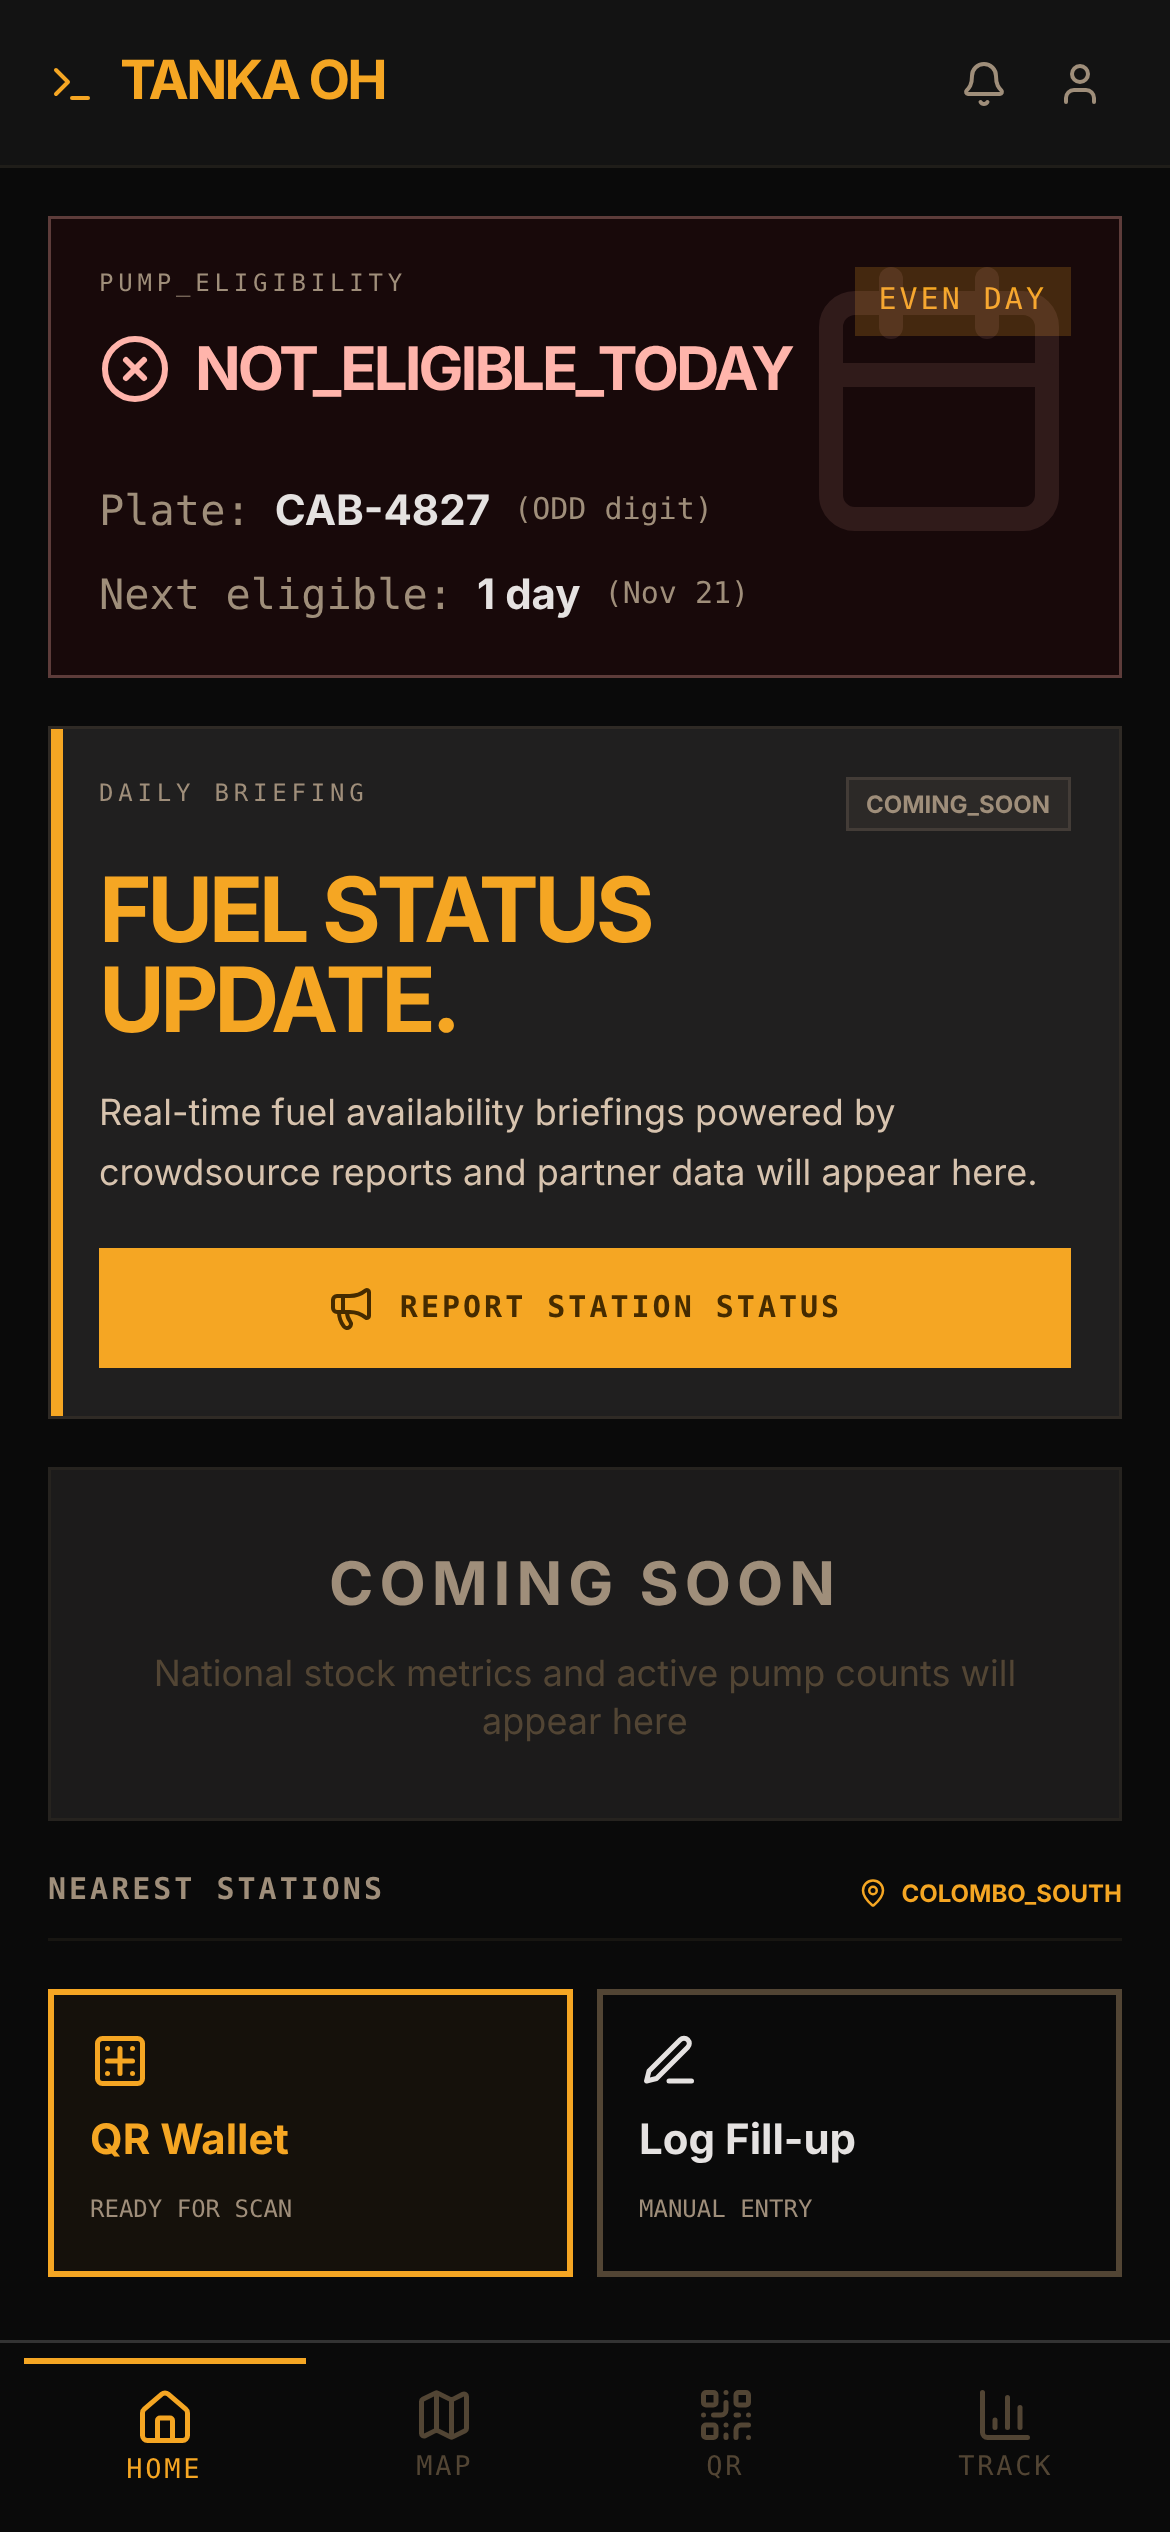 TANKA OH
PUMP_ELIGIBILITY
EVEN DAY
NOT_ELIGIBLE_TODAY
Plate: CAB-4827 (ODD digit)
Next eligible: 1 day (Nov 21)
DAILY BRIEFING
COMING_SOON
FUEL STATUS
UPDATE.
Real-time fuel availability briefings powered by
crowdsource reports and partner data will appear here.
REPORT STATION STATUS
COMING SOON
National stock metrics and active pump counts will
appear here
NEAREST STATIONS
COLOMBO_SOUTH
QR Wallet
READY FOR SCAN
Log Fill-up
MANUAL ENTRY
HOME
MAP
QR
TRACK